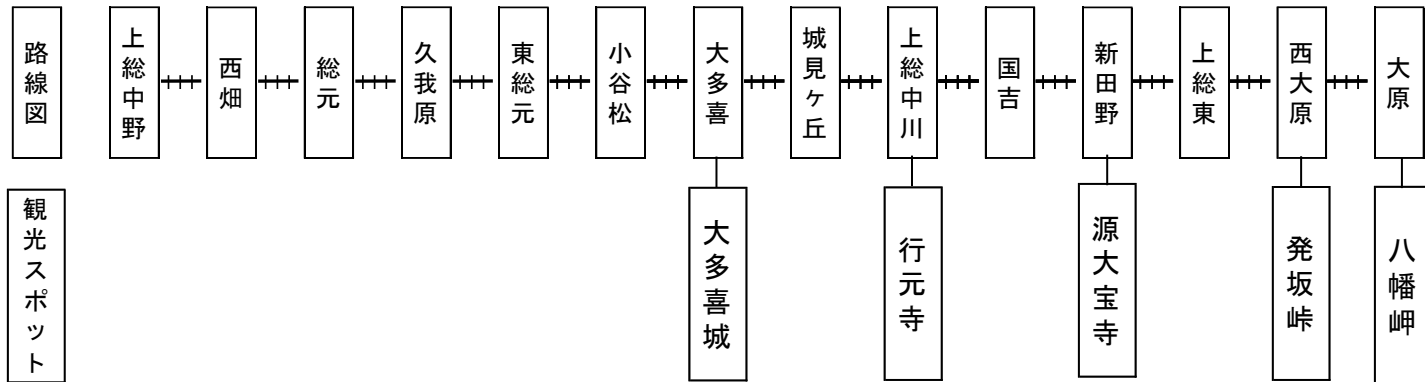 路線図
上総中野
西畑
総元
久我原
東総元
小谷松
大多喜
城見ヶ丘
上総中川
国吉
新田野
上総東
西大原
大原
観光スポット
大多喜城
行元寺
源大宝寺
発坂峠
八幡岬